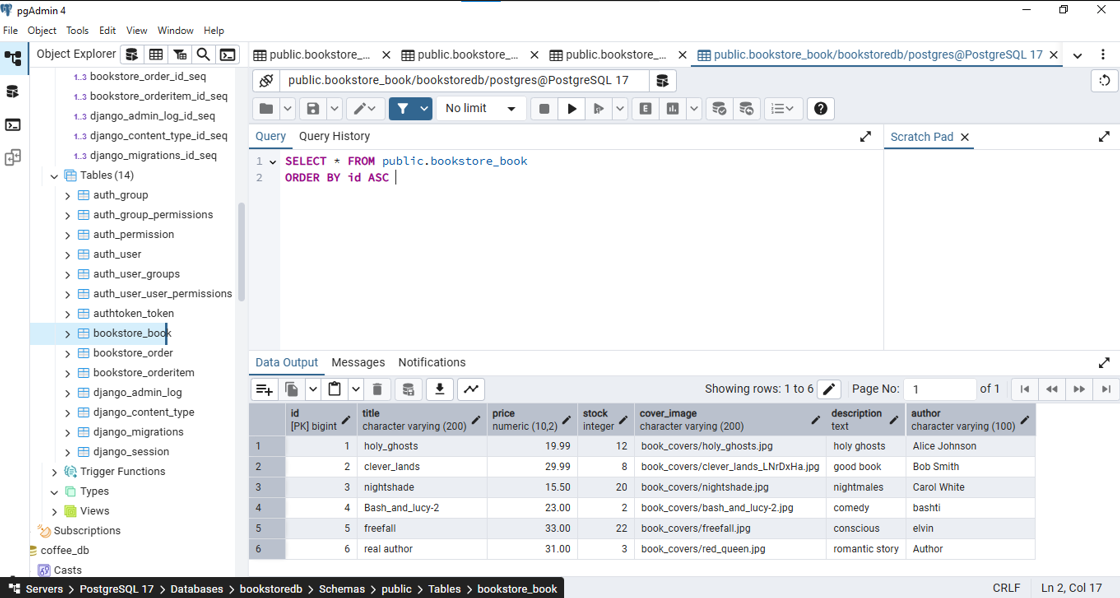 pgAdmin 4
File Object Tools Edit View Window Help
Object Explorer
public.bookstore_... public.bookstore_... public.bookstore_... public.bookstore_book/bookstoredb/postgres@PostgreSQL 17
bookstore_order_id_seq
bookstore_orderitem_id_seq
django_admin_log_id_seq
django_content_type_id_seq
django_migrations_id_seq
Tables (14)
auth_group
auth_group_permissions
auth_permission
auth_user
auth_user_groups
auth_user_user_permissions
authtoken_token
bookstore_book
bookstore_order
bookstore_orderitem
django_admin_log
django_content_type
django_migrations
django_session
Trigger Functions
Types
Views
Subscriptions
coffee_db
Casts
public.bookstore_book/bookstoredb/postgres@PostgreSQL 17
No limit
Query Query History
Scratch Pad
1 SELECT * FROM public.bookstore_book
2 ORDER BY id ASC
Data Output Messages Notifications
Showing rows: 1 to 6 Page No: 1 of 1
id title price stock cover_image description author
[PK] bigint character varying (200) numeric (10,2) integer character varying (200) text character varying (100)
1 1 holy_ghosts 19.99 12 book_covers/holy_ghosts.jpg holy ghosts Alice Johnson
2 2 clever_lands 29.99 8 book_covers/clever_lands_LNrDxHa.jpg good book Bob Smith
3 3 nightshade 15.50 20 book_covers/nightshade.jpg nightmales Carol White
4 4 Bash_and_lucy-2 23.00 2 book_covers/bash_and_lucy-2.jpg comedy bashti
5 5 freefall 33.00 22 book_covers/freefall.jpg conscious elvin
6 6 real author 31.00 3 book_covers/red_queen.jpg romantic story Author
Servers > PostgreSQL 17 > Databases > bookstoredb > Schemas > public > Tables > bookstore_book
CRLF Ln 2, Col 17